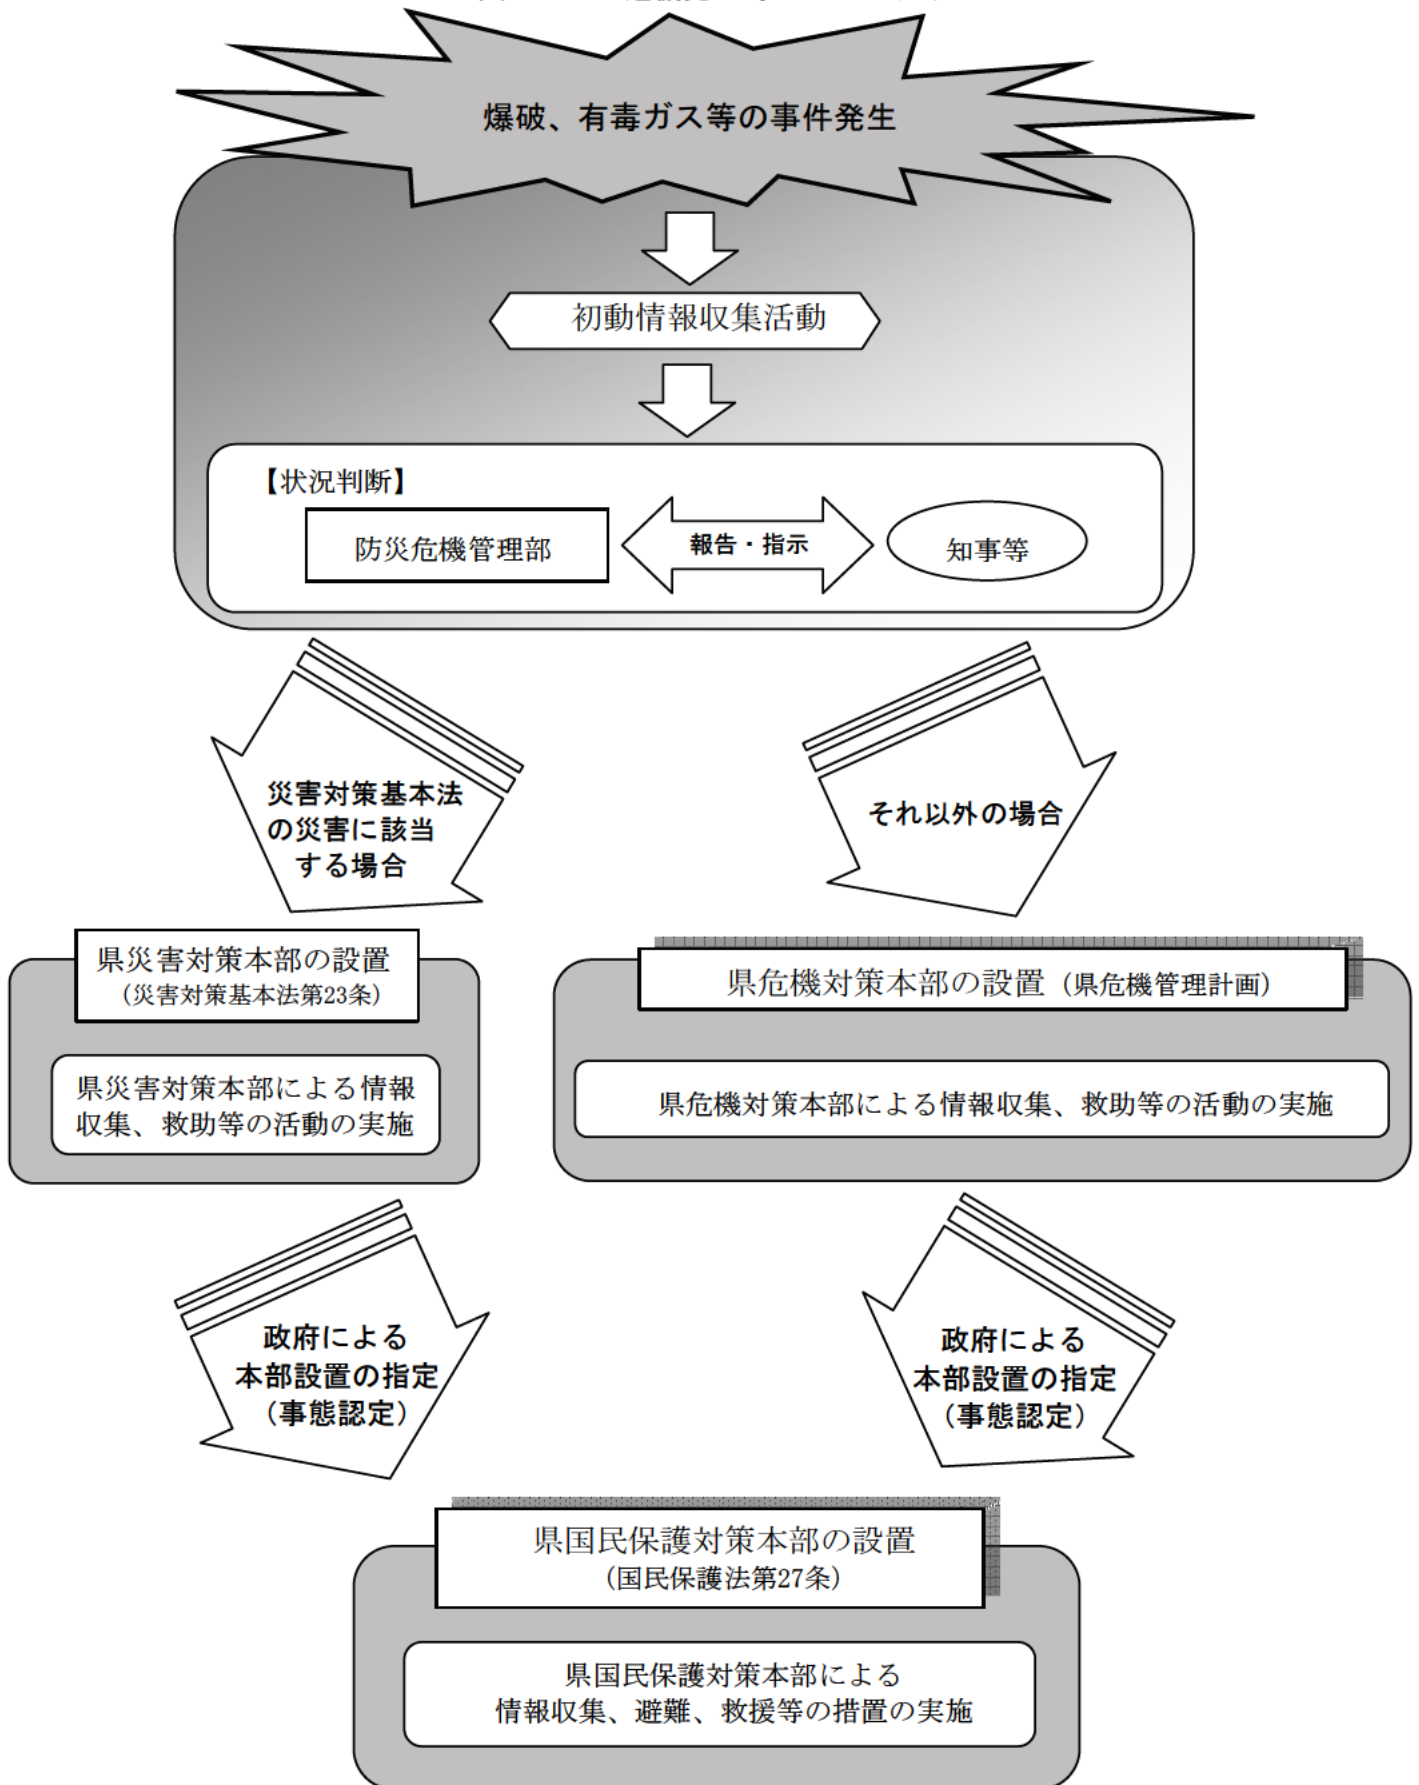 爆破、有毒ガス等の事件発生
初動情報収集活動
【状況判断】
防災危機管理部
報告・指示
知事等
災害対策基本法
の災害に該当
する場合
それ以外の場合
県災害対策本部の設置
（災害対策基本法第23条）
県災害対策本部による情報
収集、救助等の活動の実施
県危機対策本部の設置（県危機管理計画）
県危機対策本部による情報収集、救助等の活動の実施
政府による
本部設置の指定
（事態認定）
政府による
本部設置の指定
（事態認定）
県国民保護対策本部の設置
（国民保護法第27条）
県国民保護対策本部による
情報収集、避難、救援等の措置の実施